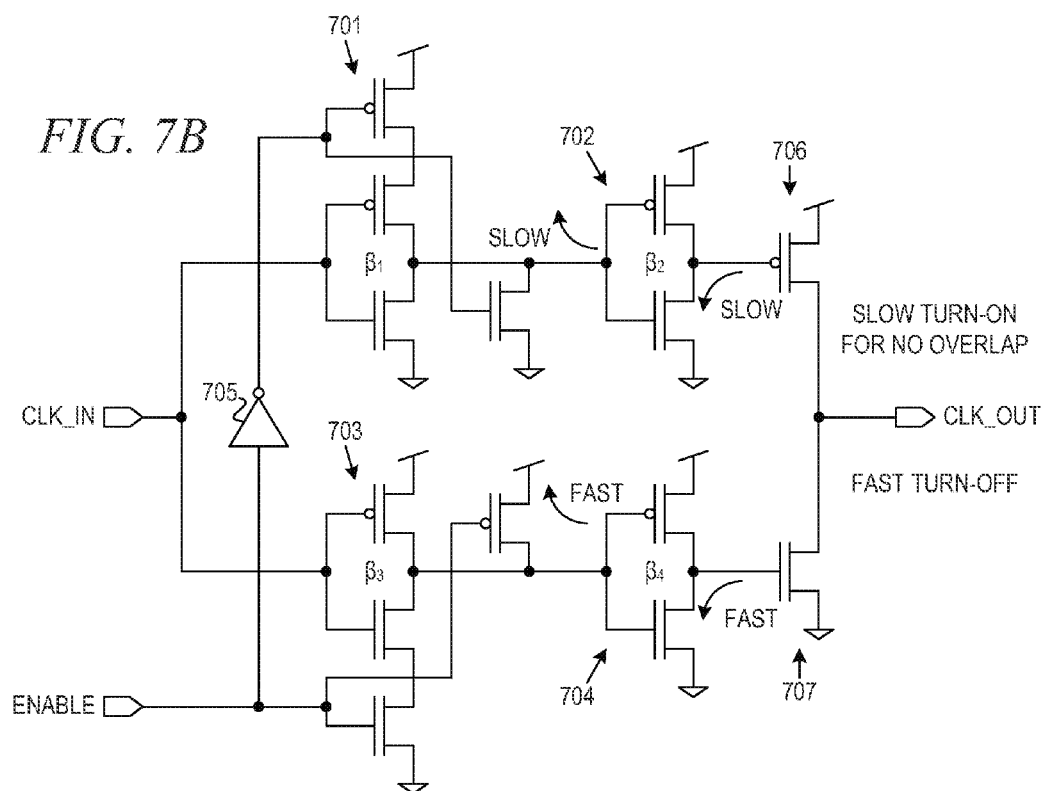 701
FIG. 7B
702
706
SLOW
β₁
β₂
SLOW
SLOW TURN-ON
FOR NO OVERLAP
705
CLK_IN
703
CLK_OUT
FAST
FAST TURN-OFF
β₃
β₄
FAST
704
707
ENABLE